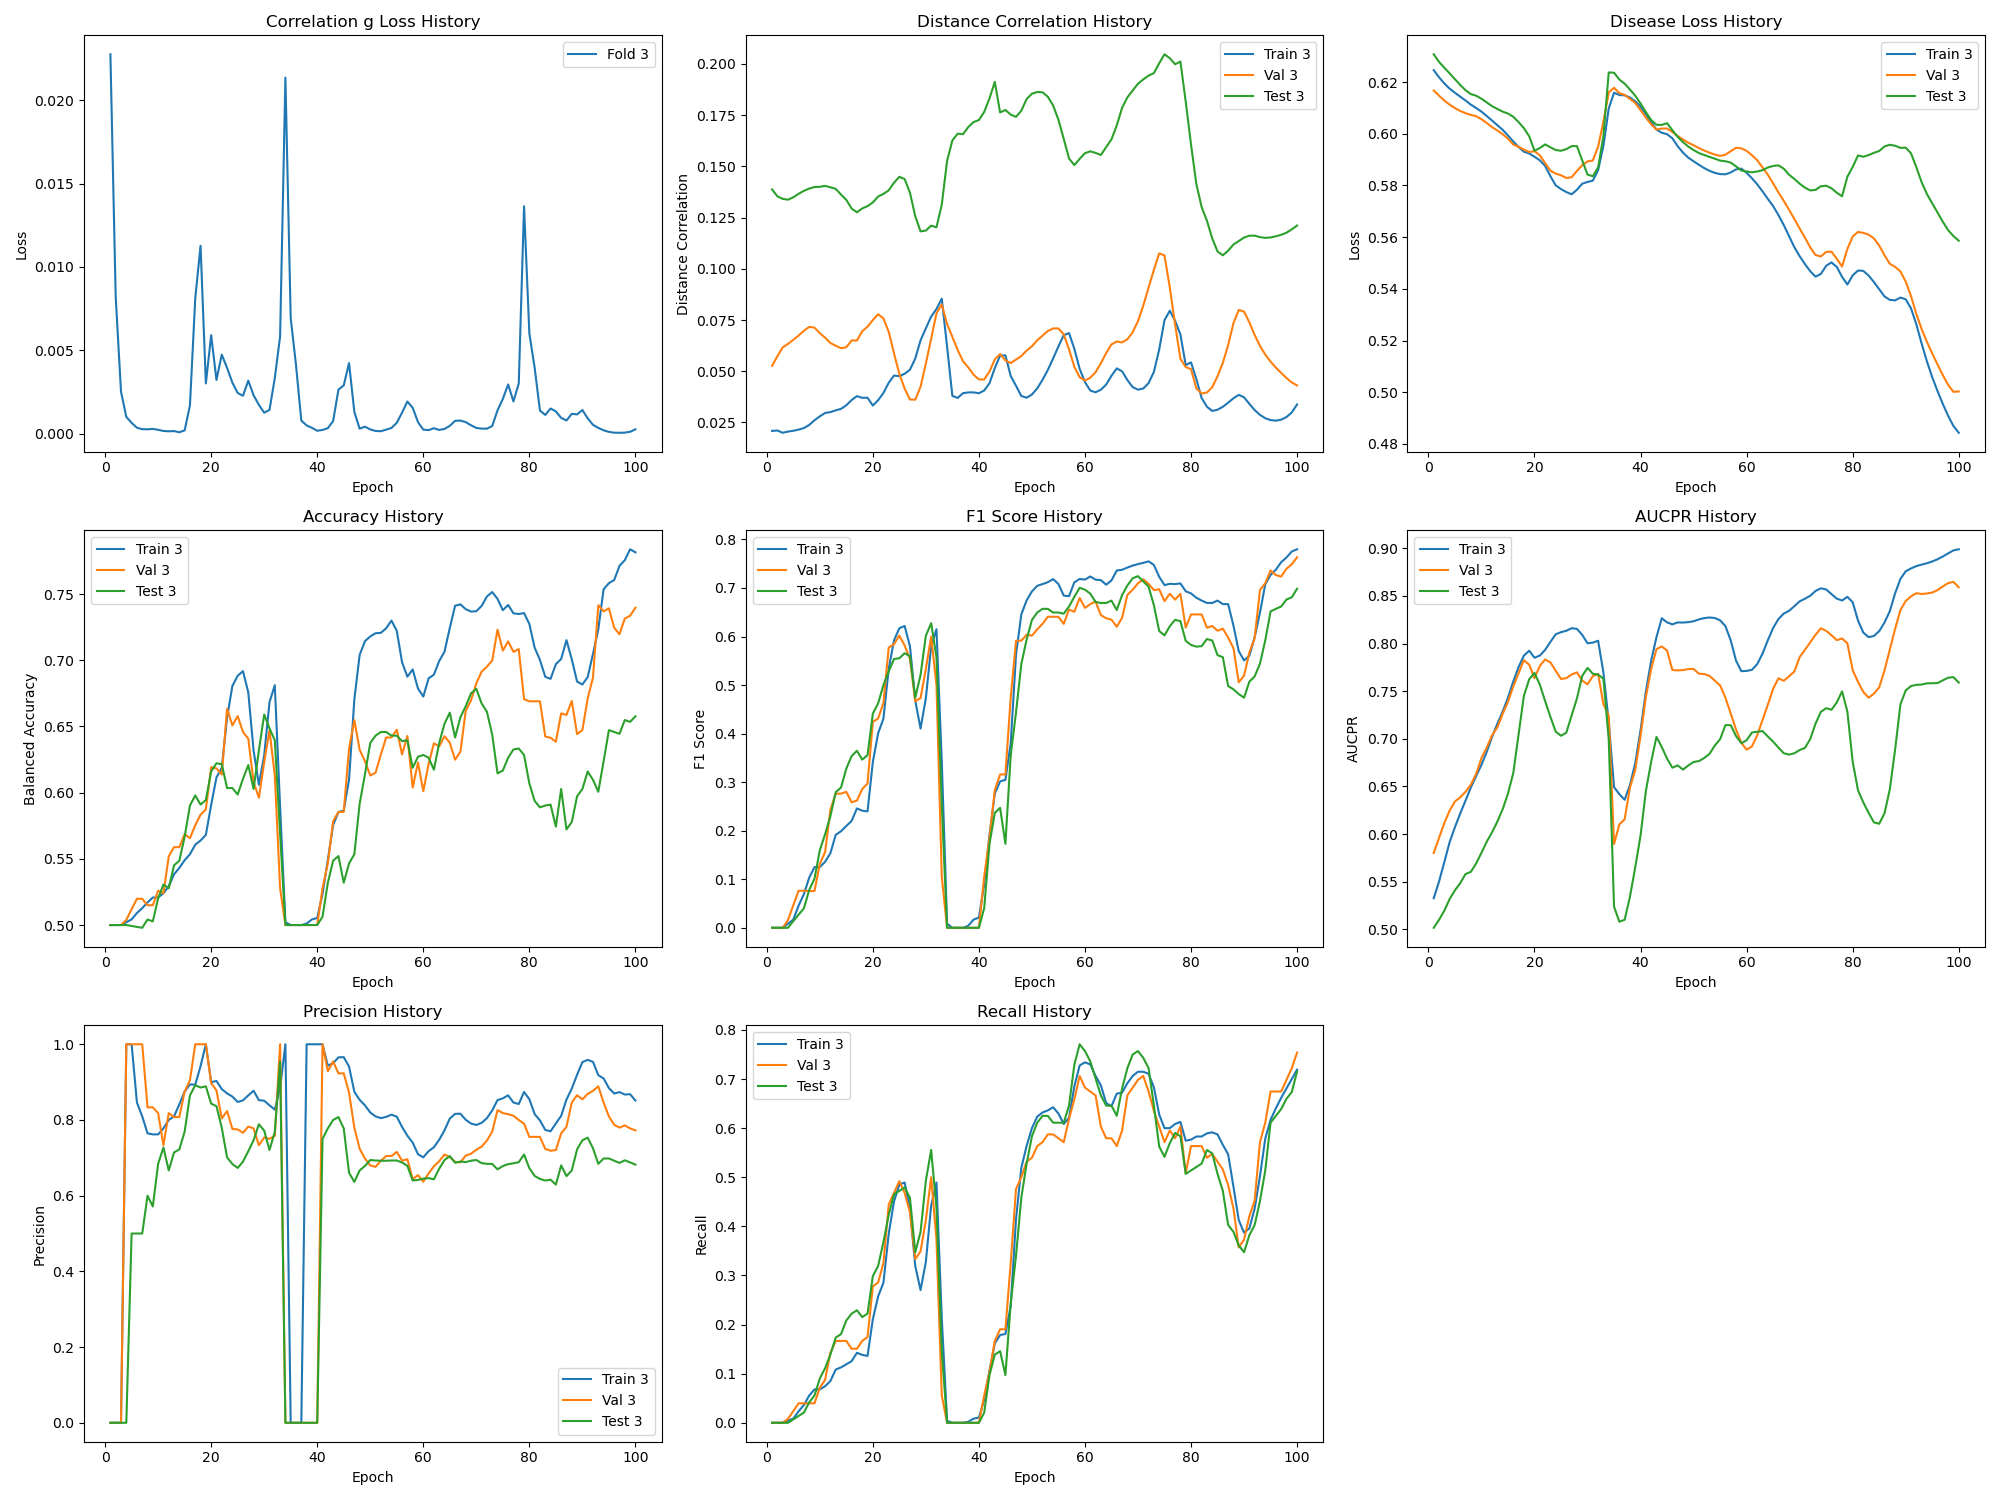 Correlation g Loss History
Loss
0.020
0.015
0.010
0.005
0.000
Fold 3
0 20 40 60 80 100
Epoch
Distance Correlation History
Distance Correlation
0.200
0.175
0.150
0.125
0.100
0.075
0.050
0.025
Train 3
Val 3
Test 3
0 20 40 60 80 100
Epoch
Disease Loss History
Loss
0.62
0.60
0.58
0.56
0.54
0.52
0.50
0.48
Train 3
Val 3
Test 3
0 20 40 60 80 100
Epoch
Accuracy History
Balanced Accuracy
0.75
0.70
0.65
0.60
0.55
0.50
Train 3
Val 3
Test 3
0 20 40 60 80 100
Epoch
F1 Score History
F1 Score
0.8
0.7
0.6
0.5
0.4
0.3
0.2
0.1
0.0
Train 3
Val 3
Test 3
0 20 40 60 80 100
Epoch
AUCPR History
AUCPR
0.90
0.85
0.80
0.75
0.70
0.65
0.60
0.55
0.50
Train 3
Val 3
Test 3
0 20 40 60 80 100
Epoch
Precision History
Precision
1.0
0.8
0.6
0.4
0.2
0.0
Train 3
Val 3
Test 3
0 20 40 60 80 100
Epoch
Recall History
Recall
0.8
0.7
0.6
0.5
0.4
0.3
0.2
0.1
0.0
Train 3
Val 3
Test 3
0 20 40 60 80 100
Epoch